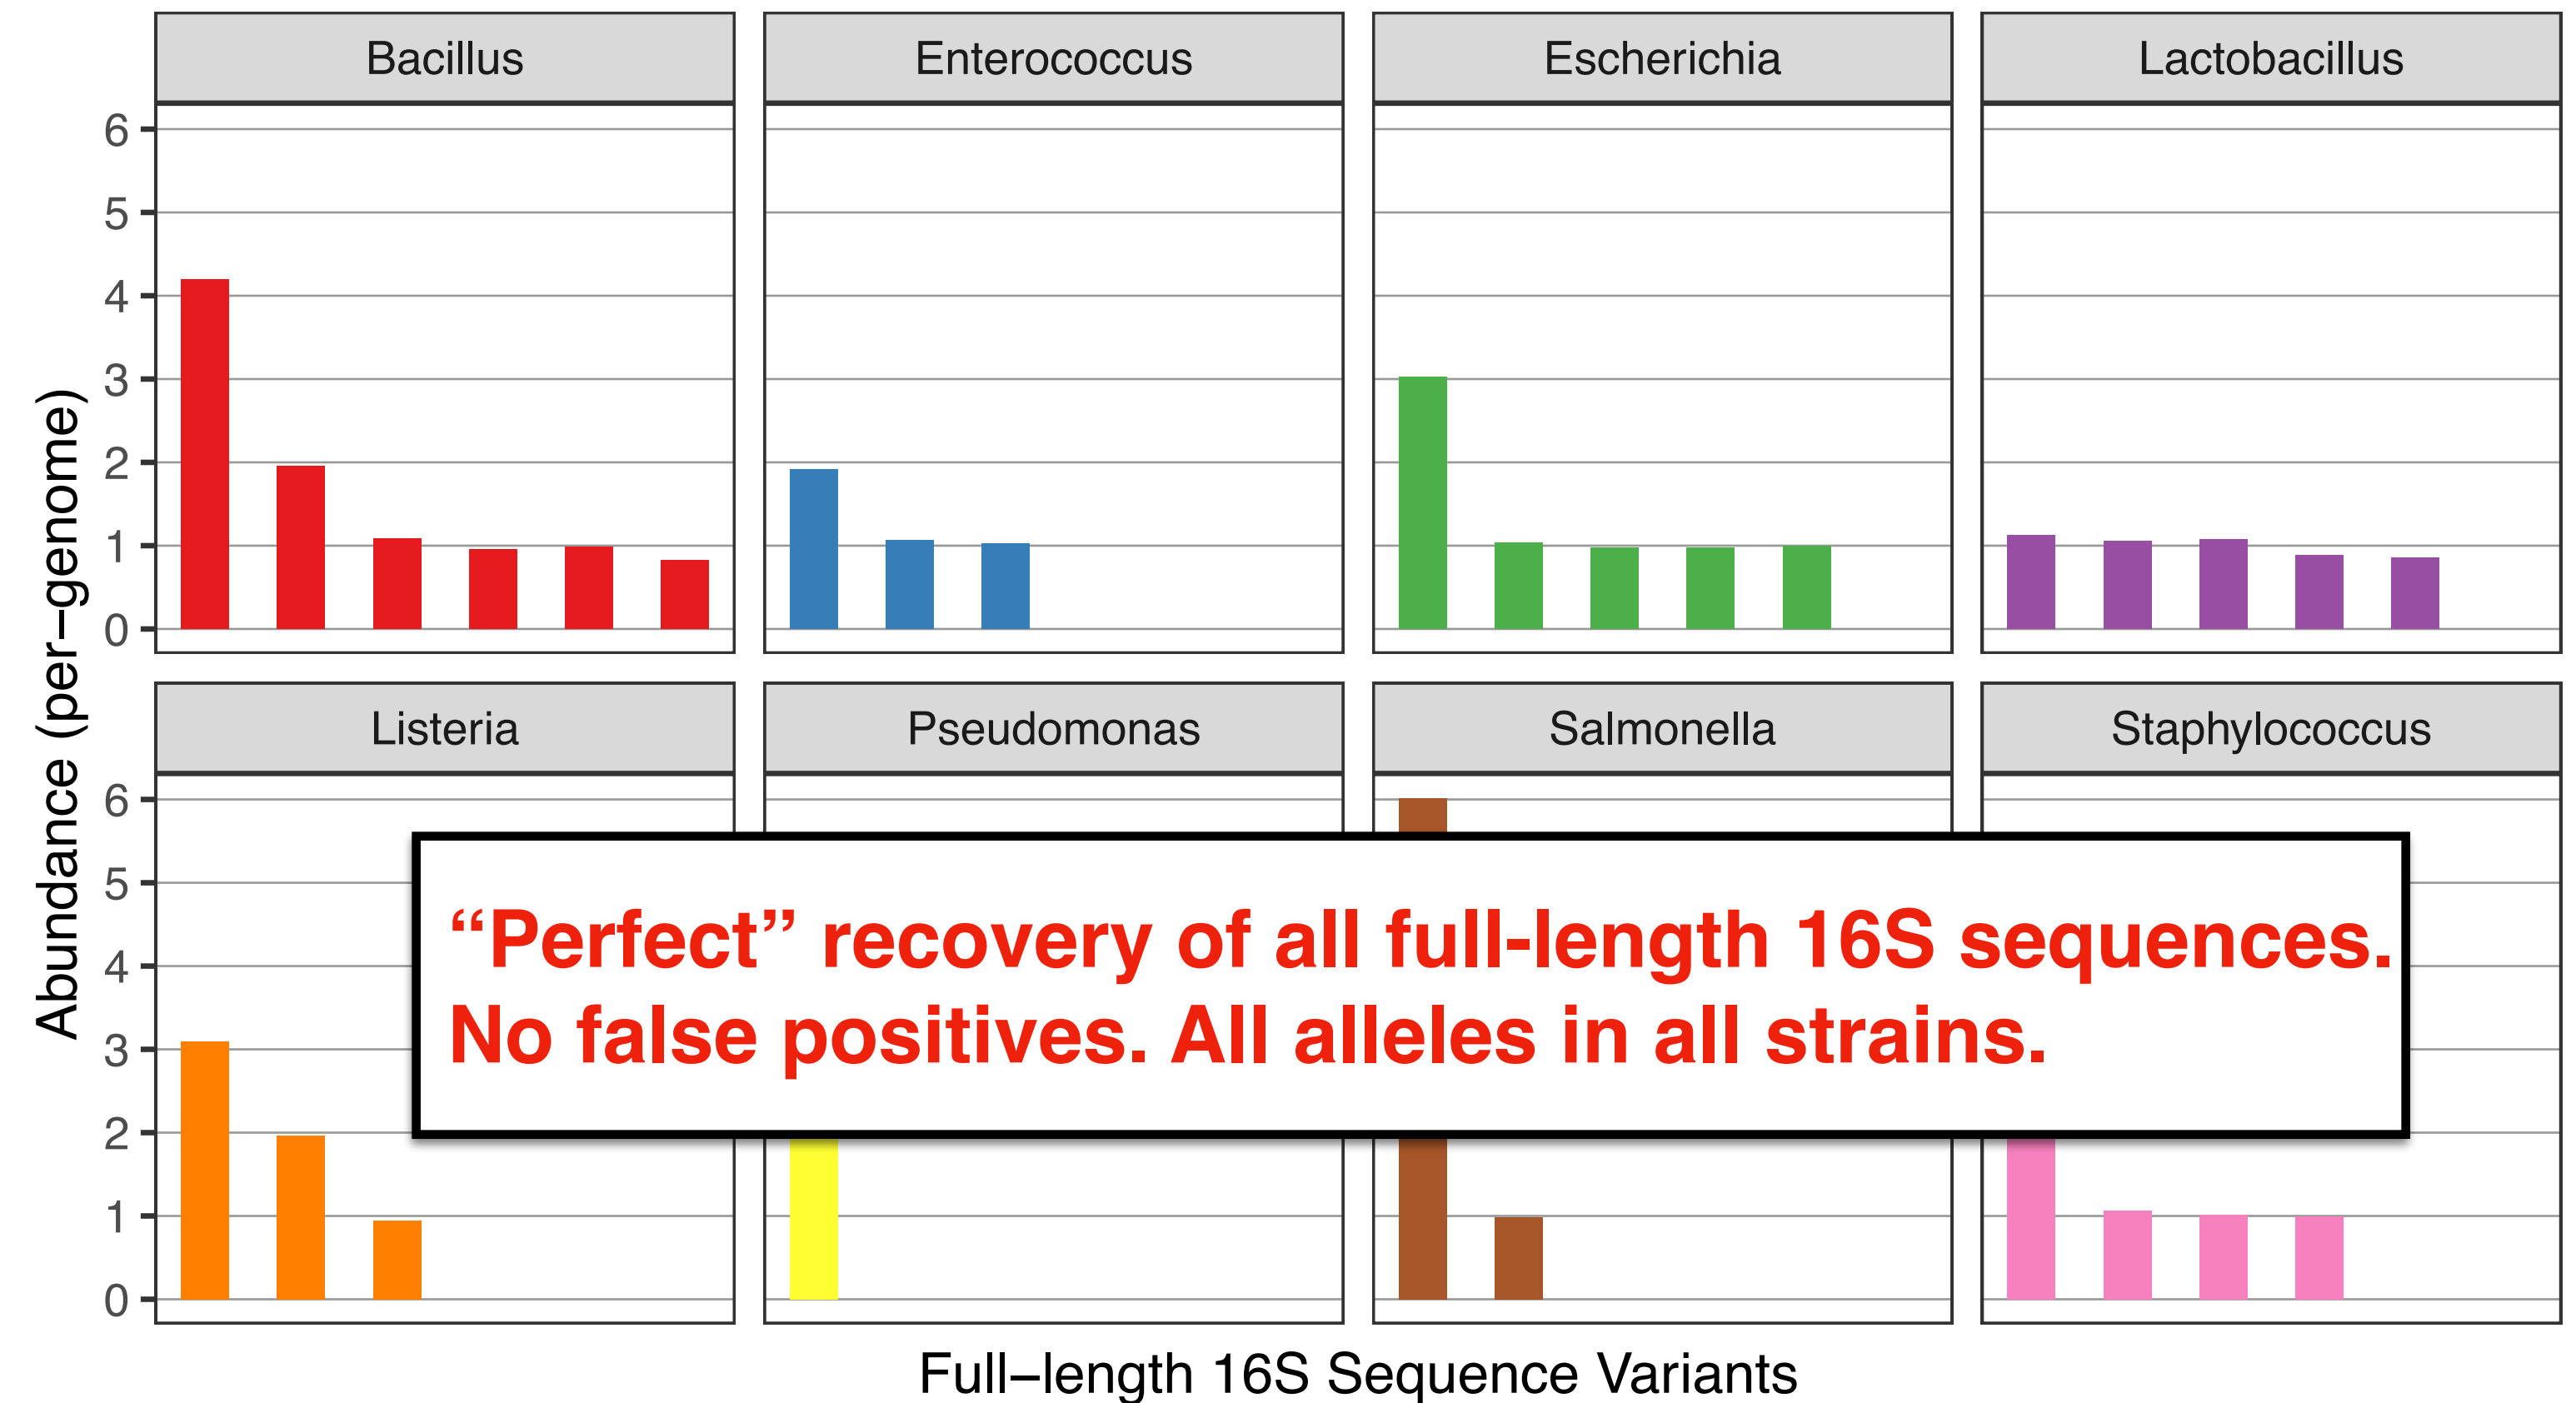 Bacillus
Enterococcus
Escherichia
Lactobacillus
6
5
4
3
2
1
0
Abundance (per−genome)
Listeria
Pseudomonas
Salmonella
Staphylococcus
6
5
4
3
2
1
0
“Perfect” recovery of all full-length 16S sequences.
No false positives. All alleles in all strains.
Full−length 16S Sequence Variants